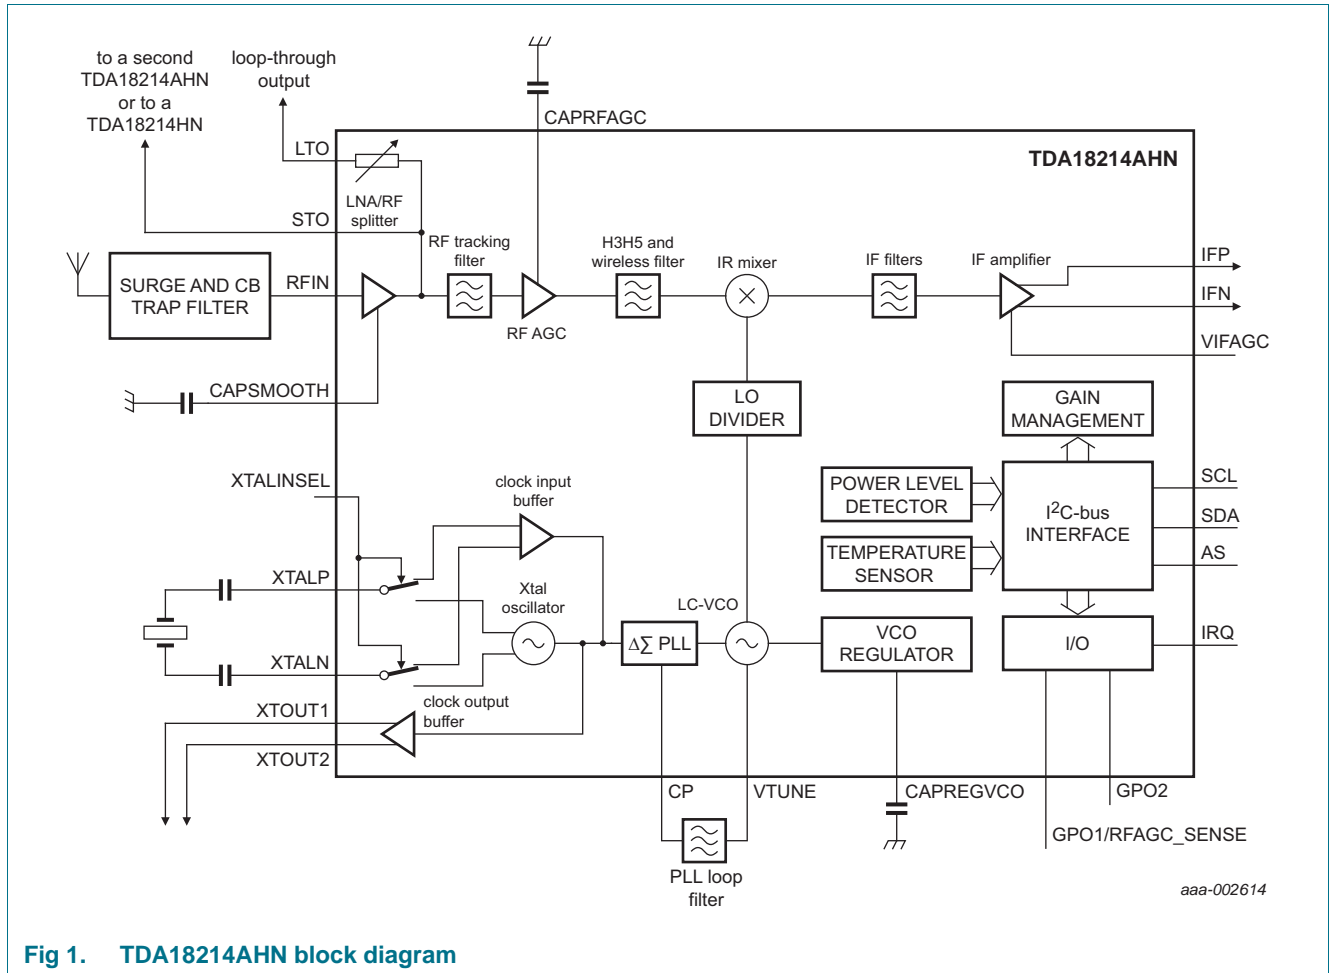 to a second
TDA18214AHN
or to a
TDA18214HN
loop-through
output
CAPRFAGC
LTO
TDA18214AHN
LNA/RF
splitter
STO
RF tracking
filter
H3H5 and
wireless filter
IR mixer
IF filters
IF amplifier
IFP
SURGE AND CB
TRAP FILTER
RFIN
IFN
RF AGC
VIFAGC
CAPSMOOTH
LO
DIVIDER
GAIN
MANAGEMENT
XTALINSEL
clock input
buffer
POWER LEVEL
DETECTOR
I2C-bus
INTERFACE
SCL
SDA
AS
TEMPERATURE
SENSOR
XTALP
Xtal
oscillator
LC-VCO
ΔΣ PLL
VCO
REGULATOR
I/O
IRQ
XTALN
clock output
buffer
XTOUT1
XTOUT2
CP
VTUNE
CAPREGVCO
GPO2
GPO1/RFAGC_SENSE
PLL loop
filter
aaa-002614
Fig 1. TDA18214AHN block diagram